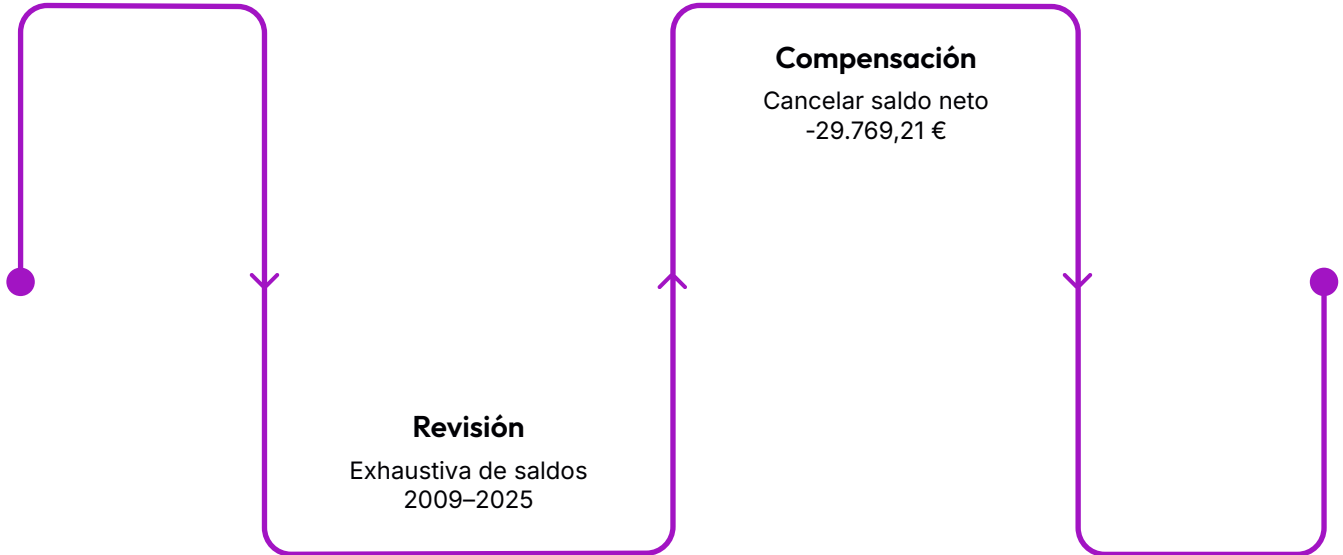 Compensación
Cancelar saldo neto
-29.769,21 €
Revisión
Exhaustiva de saldos
2009–2025